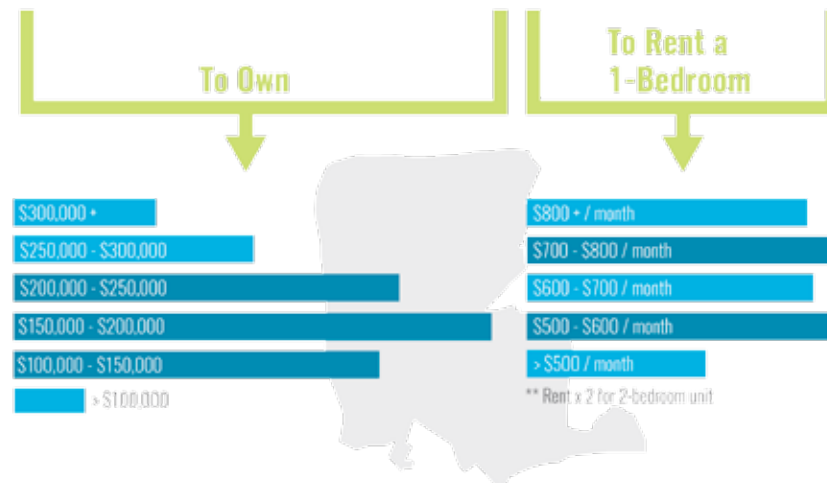 To Own
$300,000 +
$250,000 - $300,000
$200,000 - $250,000
$150,000 - $200,000
$100,000 - $150,000
> $100,000
To Rent a
1-Bedroom
$800 + / month
$700 - $800 / month
$600 - $700 / month
$500 - $600 / month
> $500 / month
** Rent x 2 for 2-bedroom unit